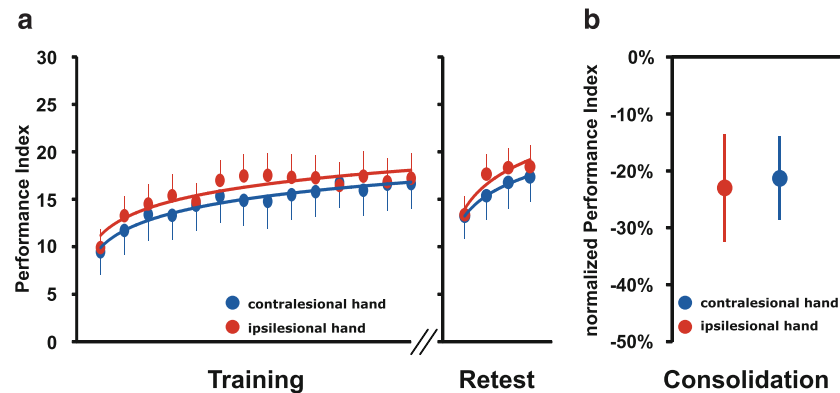 a
Performance Index
30
25
20
15
10
5
0
contralesional hand
ipsilesional hand
Training
Retest
b
normalized Performance Index
0%
-10%
-20%
-30%
-40%
-50%
contralesional hand
ipsilesional hand
Consolidation